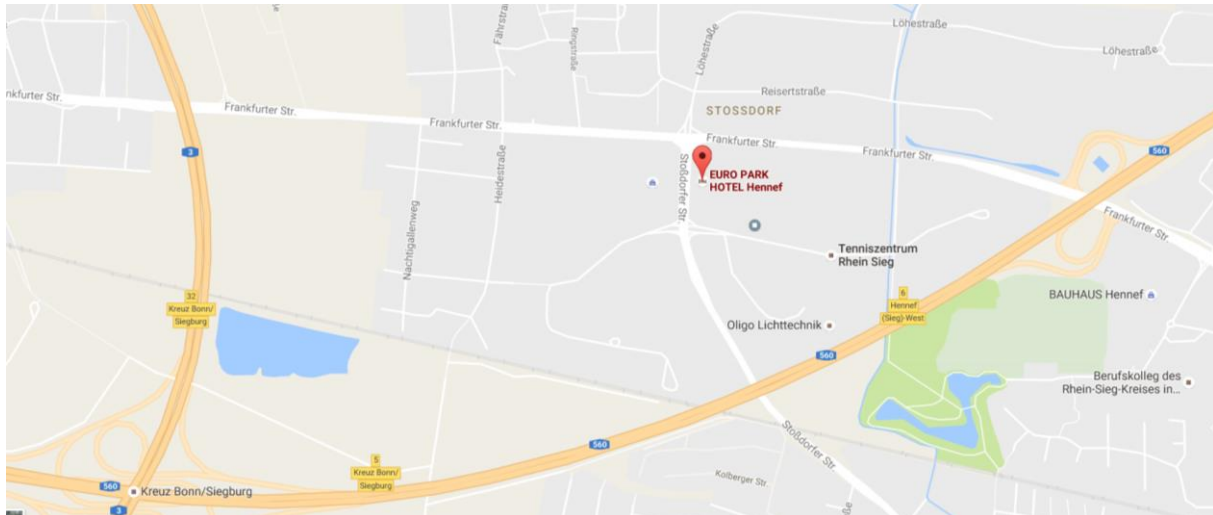 Fährstraße
Ringstraße
Löhestraße
Löhestraße
Löhestraße
Reisertstraße
STOSSDORF
nkfurter Str.
Frankfurter Str.
Frankfurter Str.
Frankfurter Str.
Frankfurter Str.
Frankfurter Str.
3
560
EURO PARK
HOTEL Hennef
Stoßdorfer Str.
Heidestraße
Nachtigallenweg
Tenniszentrum
Rhein Sieg
32
Kreuz Bonn/
Siegburg
6
Hennef
(Sieg)-West
BAUHAUS Hennef
Oligo Lichttechnik
560
Berufskolleg des
Rhein-Sieg-Kreises in...
Stoßdorfer Str.
560
5
Kreuz Bonn/
Siegburg
Kolberger Str.
560
Kreuz Bonn/Siegburg
3